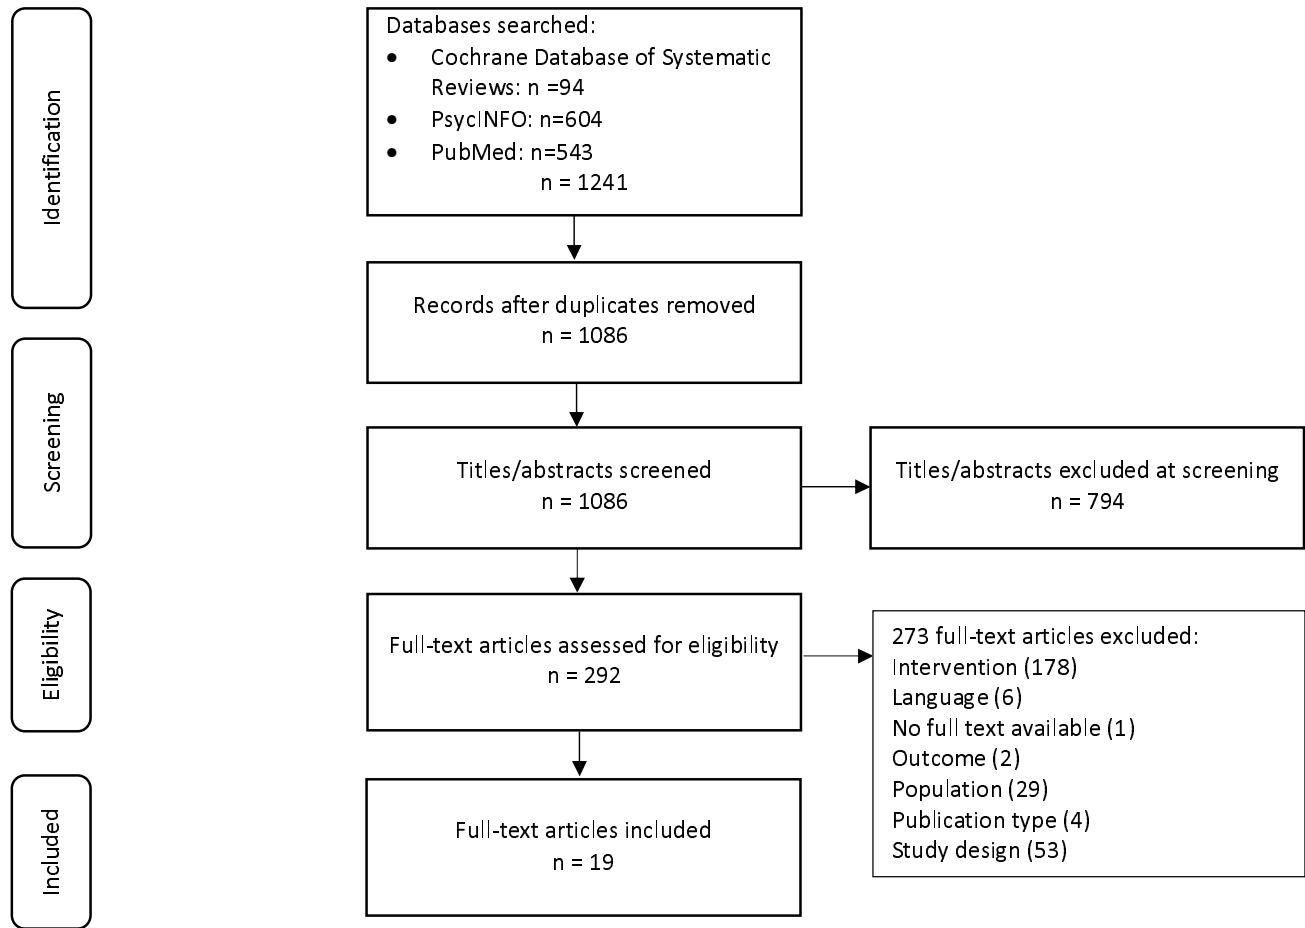 Identification
Databases searched:
• Cochrane Database of Systematic
Reviews: n =94
• PsycINFO: n=604
• PubMed: n=543
n = 1241
Records after duplicates removed
n = 1086
Screening
Titles/abstracts screened
n = 1086
Titles/abstracts excluded at screening
n = 794
Eligibility
Full-text articles assessed for eligibility
n = 292
273 full-text articles excluded:
Intervention (178)
Language (6)
No full text available (1)
Outcome (2)
Population (29)
Publication type (4)
Study design (53)
Included
Full-text articles included
n = 19